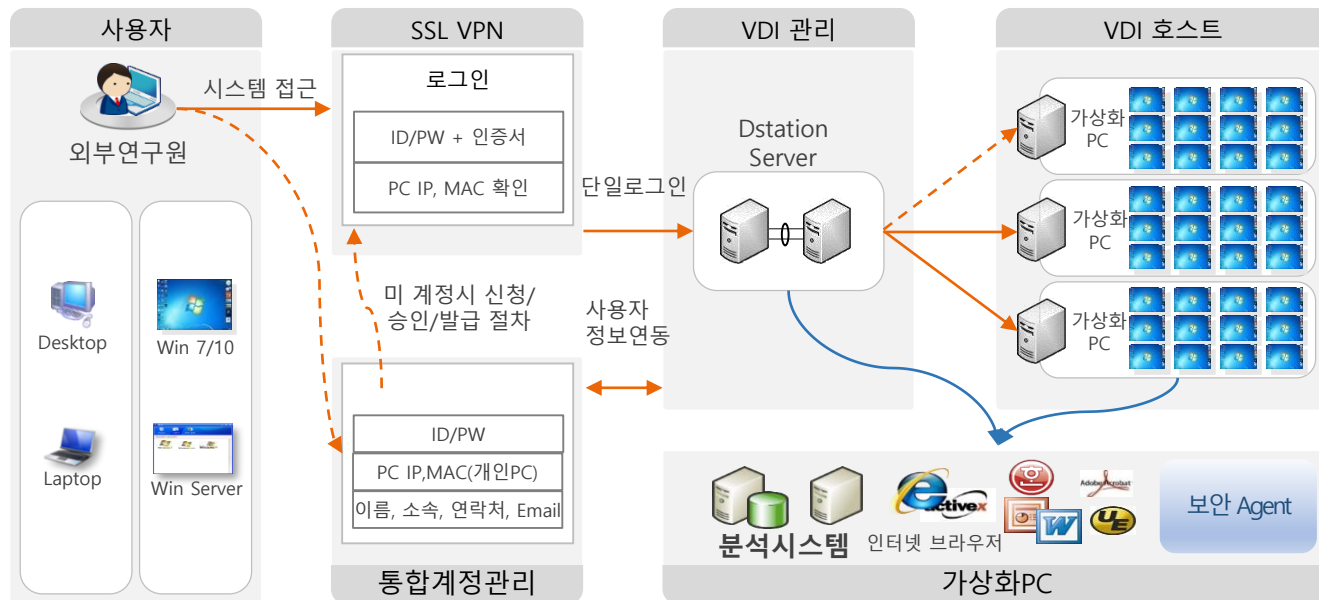 사용자
SSL VPN
VDI 관리
VDI 호스트
외부연구원
시스템 접근
로그인
ID/PW + 인증서
PC IP, MAC 확인
단일로그인
Dstation
Server
가상화
PC
가상화
PC
가상화
PC
Desktop
Win 7/10
Laptop
Win Server
미 계정시 신청/
승인/발급 절차
사용자
정보연동
ID/PW
PC IP,MAC(개인PC)
이름, 소속, 연락처, Email
통합계정관리
분석시스템
activex
인터넷 브라우저
Adobe Acrobat
W
UE
보안 Agent
가상화PC